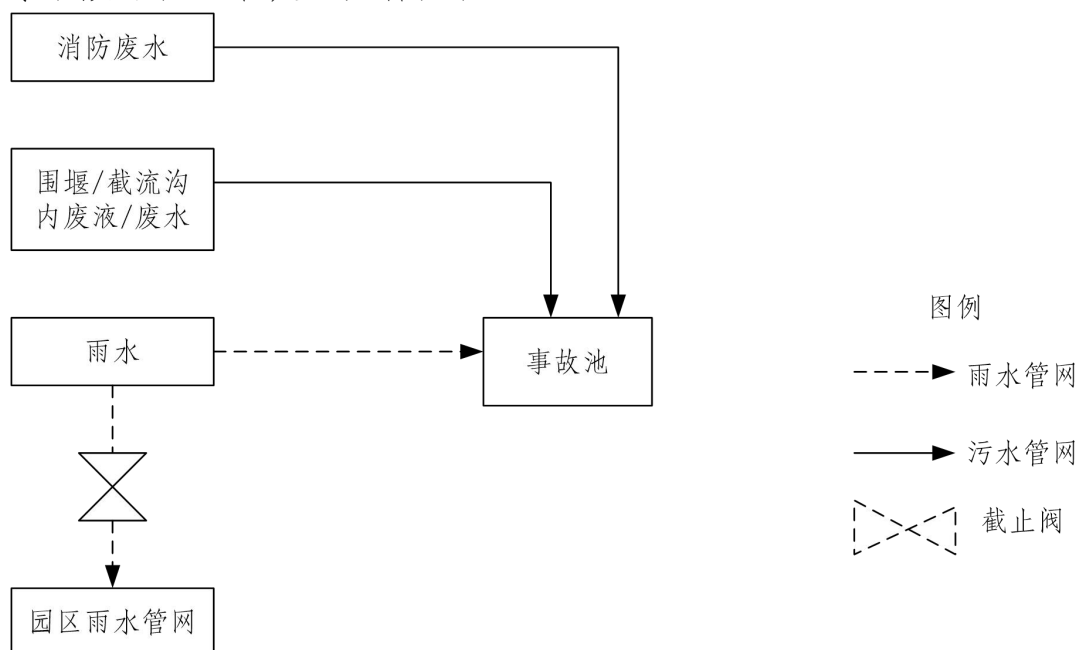 消防废水
围堰/截流沟
内废液/废水
雨水
事故池
园区雨水管网
图例
雨水管网
污水管网
截止阀